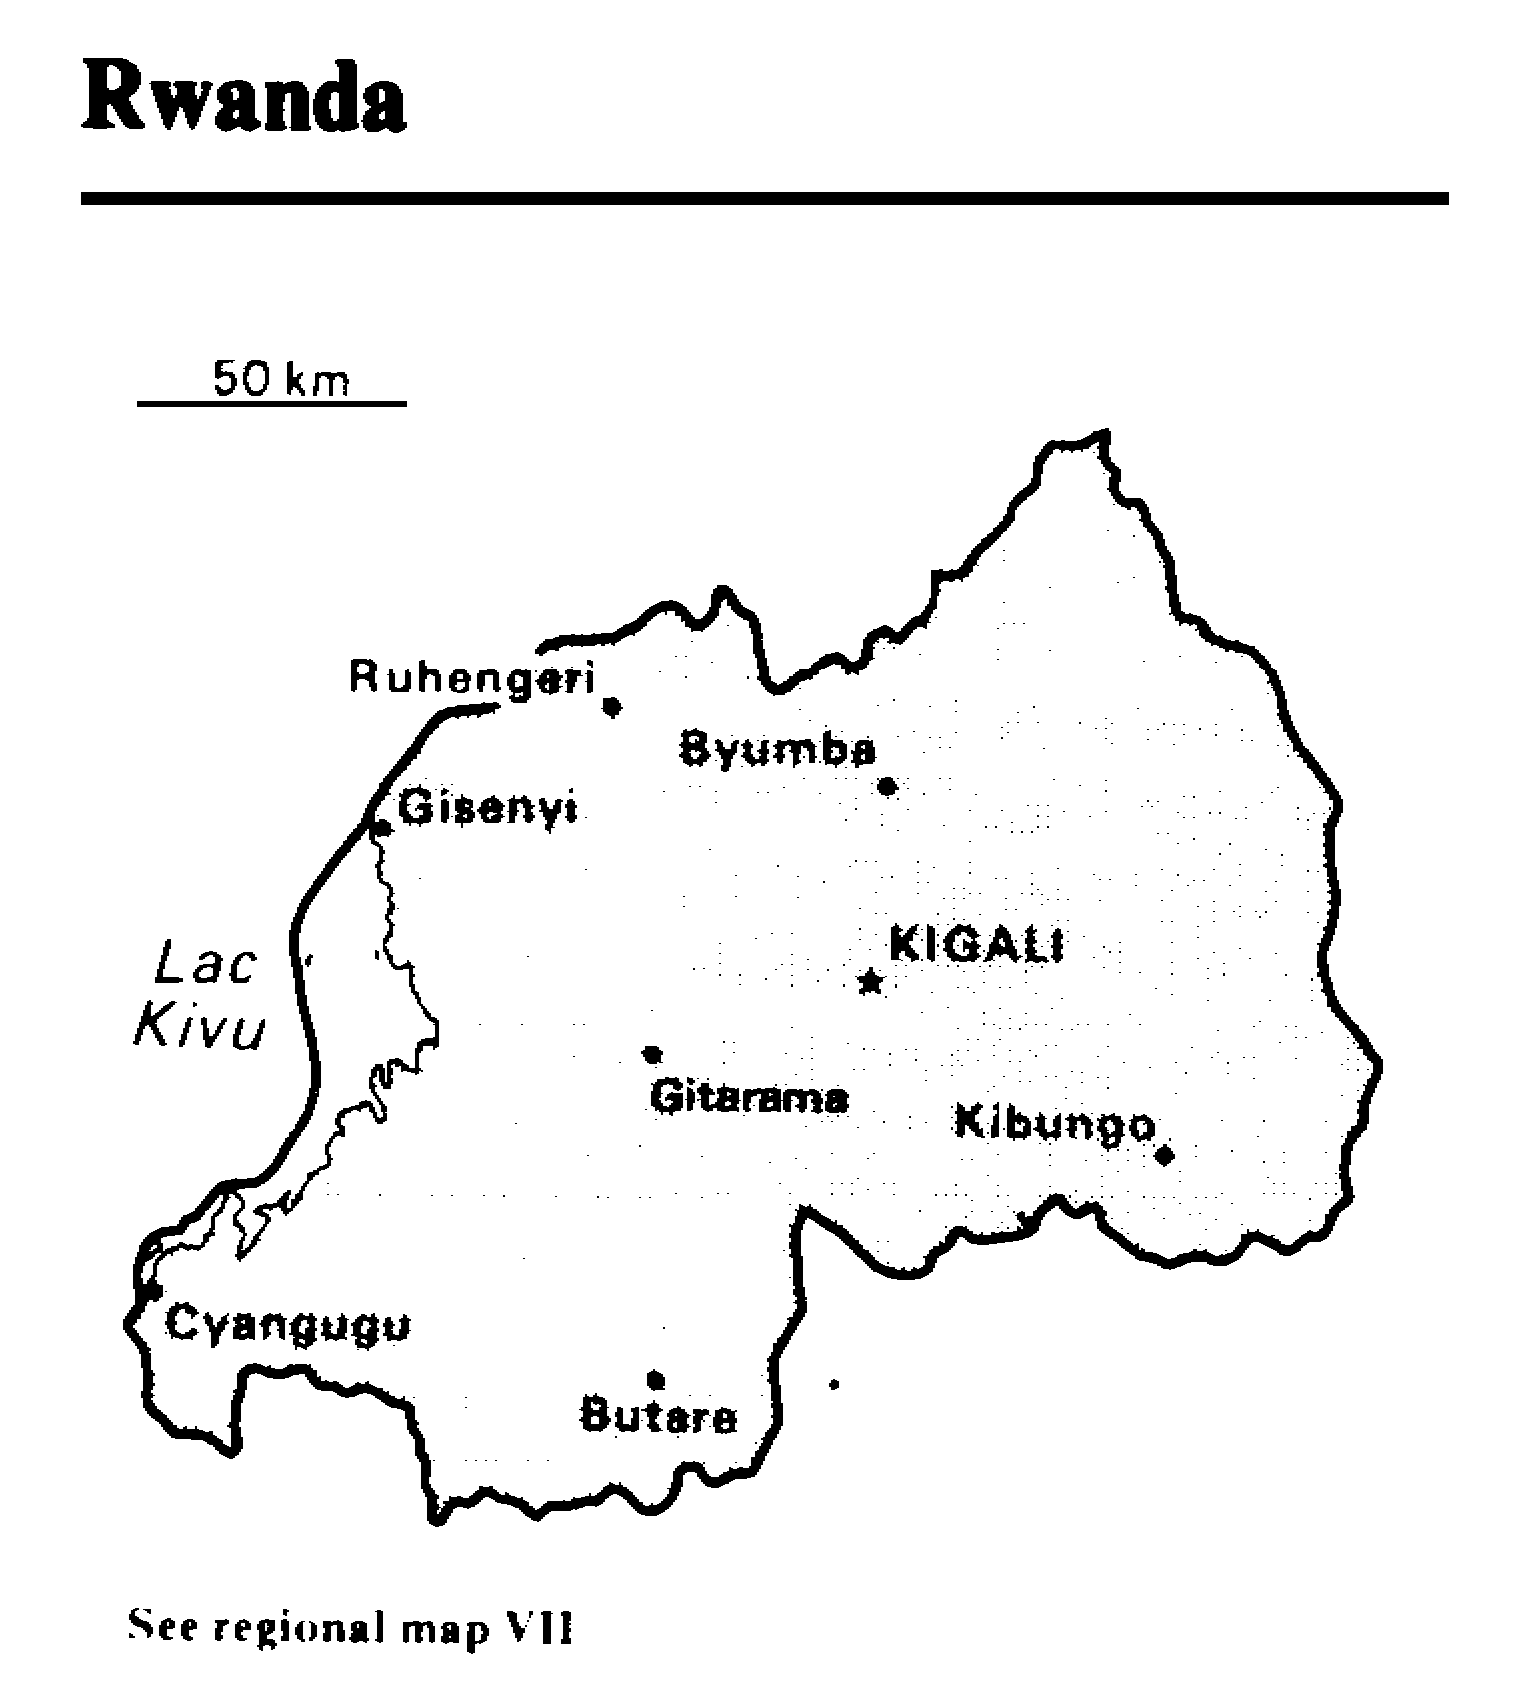 Rwanda
50 km
Ruhengeri
Byumba
Gisenyi
KIGALI
Lac
Kivu
Gitarama
Kibungo
Cyangugu
Butare
See regional map VII